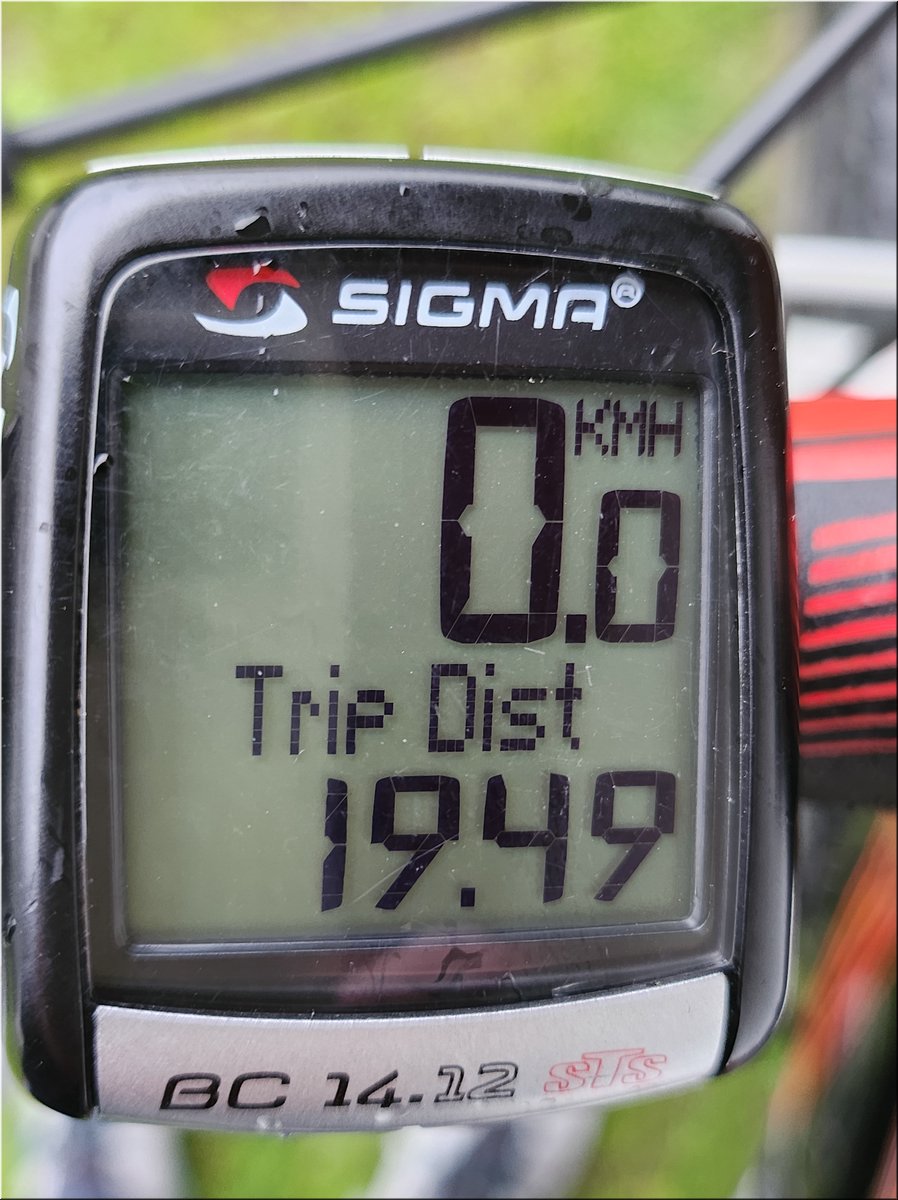 SIGMA®
KMH
0.0
Trip Dist
19.49
BC 14.12 STS